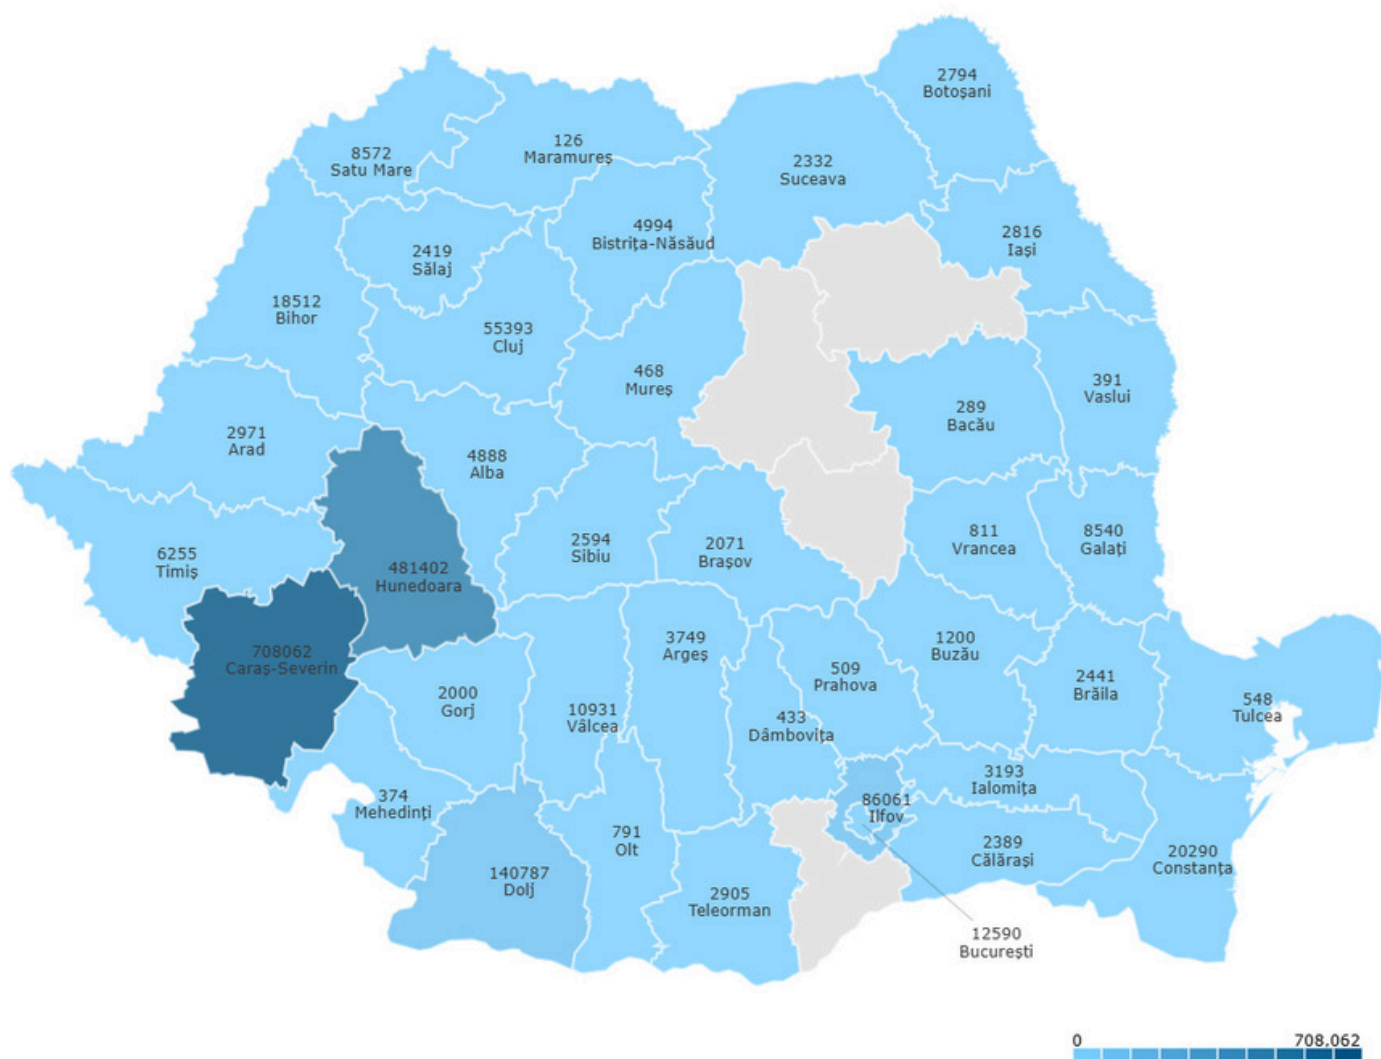 2794
Botoșani
126
Maramureș
8572
Satu Mare
2332
Suceava
4994
Bistrița-Năsăud
2816
Iași
2419
Sălaj
18512
Bihor
55393
Cluj
468
Mureș
391
Vaslui
289
Bacău
2971
Arad
4888
Alba
811
Vrancea
8540
Galați
2594
Sibiu
2071
Brașov
6255
Timiș
481402
Hunedoara
708062
Caraș-Severin
3749
Argeș
1200
Buzău
509
Prahova
2441
Brăila
2000
Gorj
548
Tulcea
10931
Vâlcea
433
Dâmbovița
3193
Ialomița
374
Mehedinți
86061
Ilfov
791
Olt
2389
Călărași
20290
Constanța
140787
Dolj
2905
Teleorman
12590
București
0 708,062